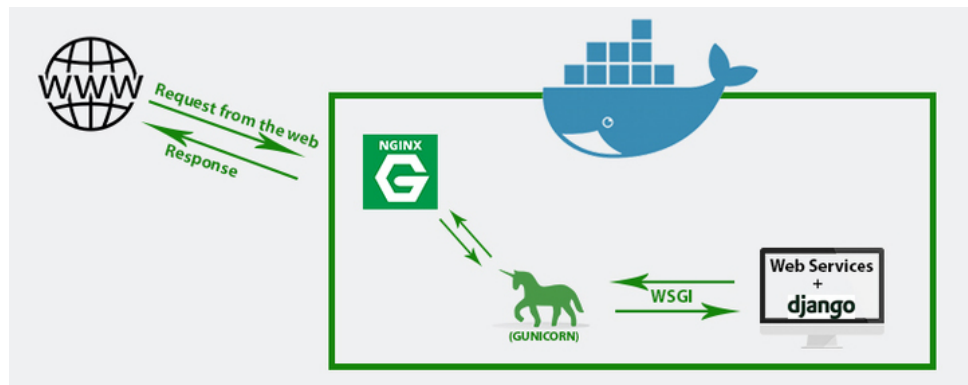 WWW
Request from the web
Response
NGINX
G
(GUNICORN)
WSGI
Web Services
+
django